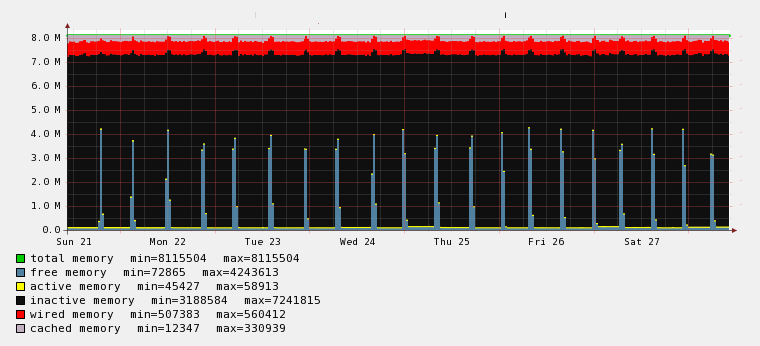 8.0 M
7.0 M
6.0 M
5.0 M
4.0 M
3.0 M
2.0 M
1.0 M
0.0
Sun 21 Mon 22 Tue 23 Wed 24 Thu 25 Fri 26 Sat 27
total memory min=8115504 max=8115504
free memory min=72865 max=4243613
active memory min=45427 max=58913
inactive memory min=3188584 max=7241815
wired memory min=507383 max=560412
cached memory min=12347 max=330939